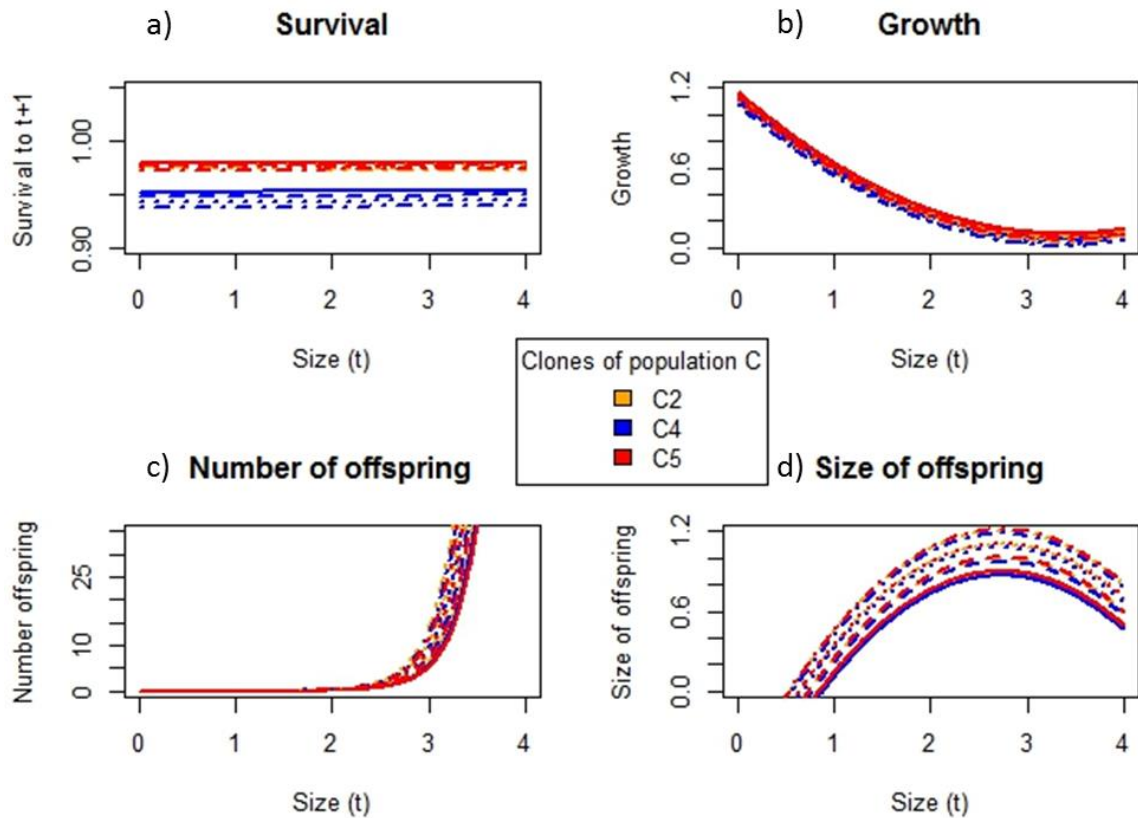 a) Survival
Survival to t+1
1.00
0.90
0 1 2 3 4
Size (t)
b) Growth
Growth
1.2
0.6
0.0
0 1 2 3 4
Size (t)
Clones of population C
C2
C4
C5
c) Number of offspring
Number offspring
25
10
0
0 1 2 3 4
Size (t)
d) Size of offspring
Size of offspring
1.2
0.6
0.0
0 1 2 3 4
Size (t)